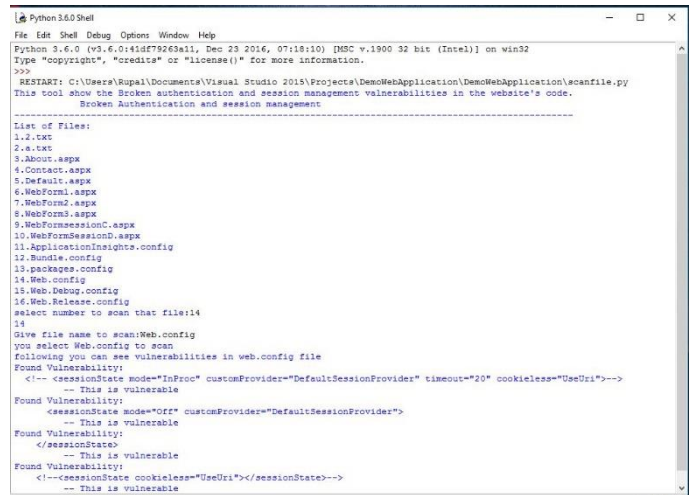 Python 3.6.0 Shell
File Edit Shell Debug Options Window Help
Python 3.6.0 (v3.6.0:41df79263a11, Dec 23 2016, 07:18:10) [MSC v.1900 32 bit (Intel)] on win32
Type "copyright", "credits" or "license()" for more information.
>>>
RESTART: C:\Users\Rupal\Documents\Visual Studio 2015\Projects\DemoWebApplication\DemoWebApplication\scanfile.py
This tool show the Broken authentication and session management valnerabilities in the website's code.
Broken Authentication and session management
----------------------------------------------------------------------------------------------------
List of Files:
1.2.txt
2.a.txt
3.About.aspx
4.Contact.aspx
5.Default.aspx
6.WebForm1.aspx
7.WebForm2.aspx
8.WebForm3.aspx
9.WebFormsessionC.aspx
10.WebFormSessionD.aspx
11.ApplicationInsights.config
12.Bundle.config
13.packages.config
14.Web.config
15.Web.Debug.config
16.Web.Release.config
select number to scan that file:14
14
Give file name to scan:Web.config
you select Web.config to scan
following you can see vulnerabilities in web.config file
Found Vulnerability:
<!-- <sessionState mode="InProc" customProvider="DefaultSessionProvider" timeout="20" cookieless="UseUri">-->
-- This is vulnerable
Found Vulnerability:
<sessionState mode="Off" customProvider="DefaultSessionProvider">
-- This is vulnerable
Found Vulnerability:
</sessionState>
-- This is vulnerable
Found Vulnerability:
<!--<sessionState cookieless="UseUri"></sessionState>-->
-- This is vulnerable